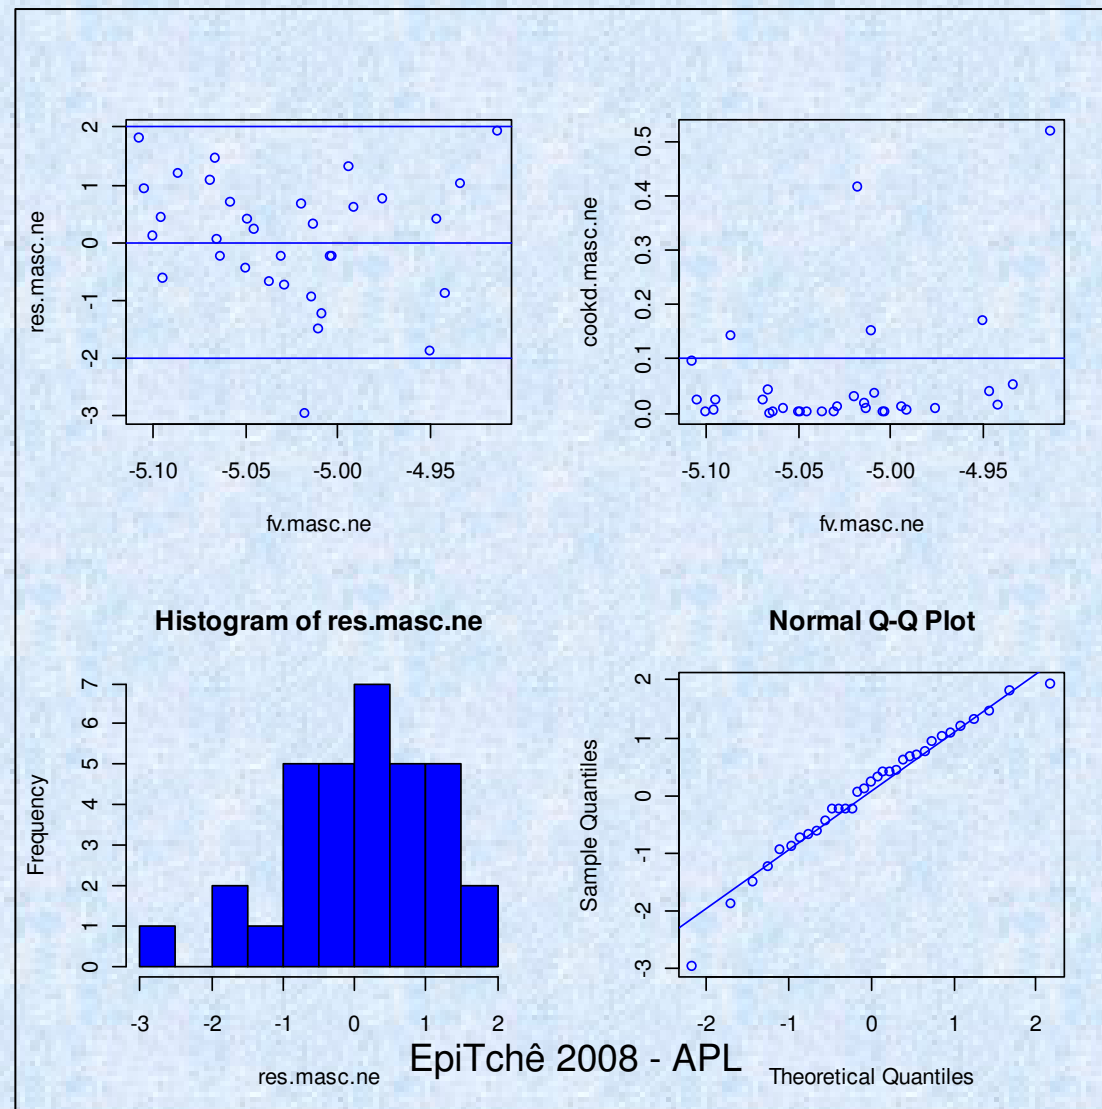 res.masc.ne
2
1
0
-1
-2
-3
-5.10 -5.05 -5.00 -4.95
fv.masc.ne
cookd.masc.ne
0.5
0.4
0.3
0.2
0.1
0.0
-5.10 -5.05 -5.00 -4.95
fv.masc.ne
Histogram of res.masc.ne
Frequency
7
6
5
4
3
2
1
0
-3 -2 -1 0 1 2
res.masc.ne
Normal Q-Q Plot
Sample Quantiles
2
1
0
-1
-2
-3
-2 -1 0 1 2
Theoretical Quantiles
EpiTchê 2008 - APL